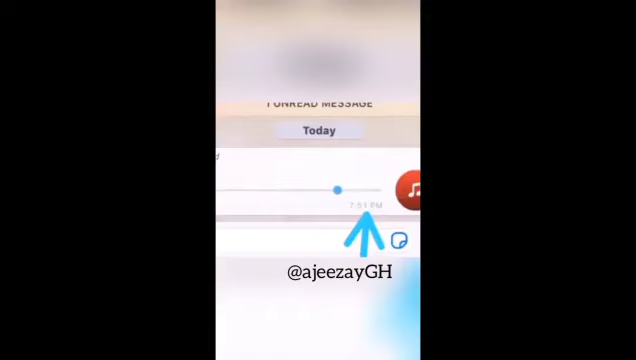 1 UNREAD MESSAGE
Today
d
7:51 PM
@ajeezayGH